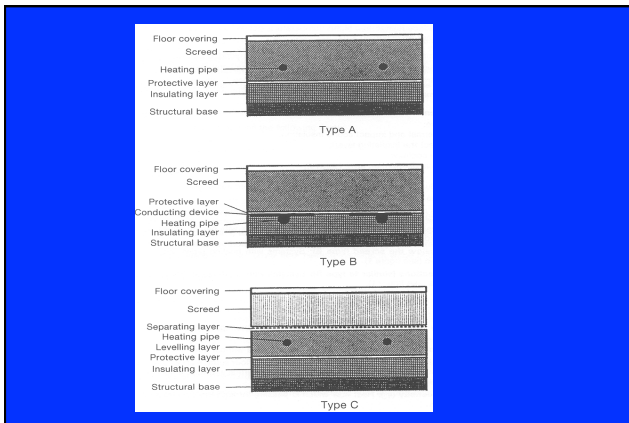 Floor covering
Screed
Heating pipe
Protective layer
Insulating layer
Structural base
Type A
Floor covering
Screed
Protective layer
Conducting device
Heating pipe
Insulating layer
Structural base
Type B
Floor covering
Screed
Separating layer
Heating pipe
Levelling layer
Protective layer
Insulating layer
Structural base
Type C